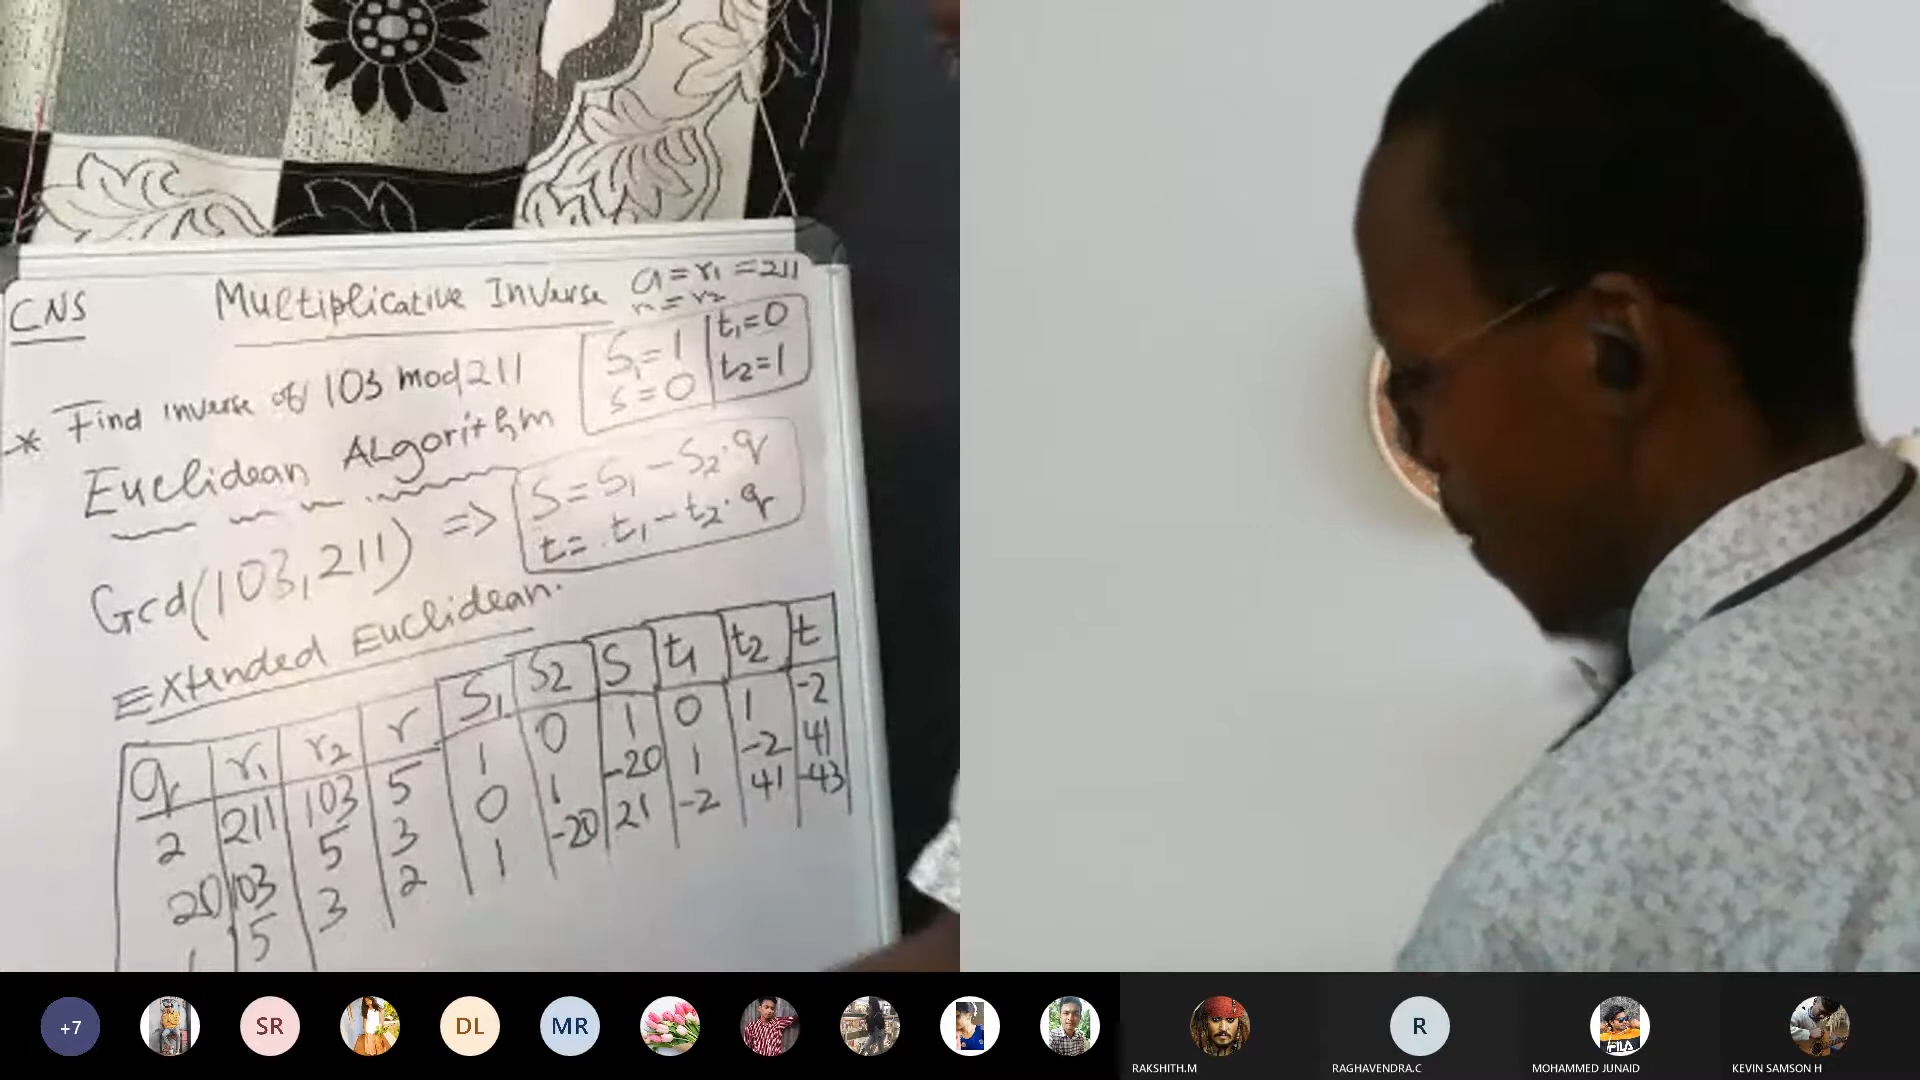 CNS
Multiplicative Inverse
a = r1 = 211
n = r2
S1 = 1
t1 = 0
S = 0
t2 = 1
* Find inverse of 103 mod 211
Euclidean Algorithm
Gcd(103,211) =>
S = S1 - S2·q
t = t1 - t2·q
Extended Euclidean.
q r1 r2 r S1 S2 S t1 t2 t
2 211 103 5 1 0 1 0 1 -2
20 103 5 3 0 1 -20 1 -2 41
1 5 3 2 1 -20 21 -2 41 -43
+7
SR
DL
MR
R
FILA
RAKSHITH.M
RAGHAVENDRA.C
MOHAMMED JUNAID
KEVIN SAMSON H